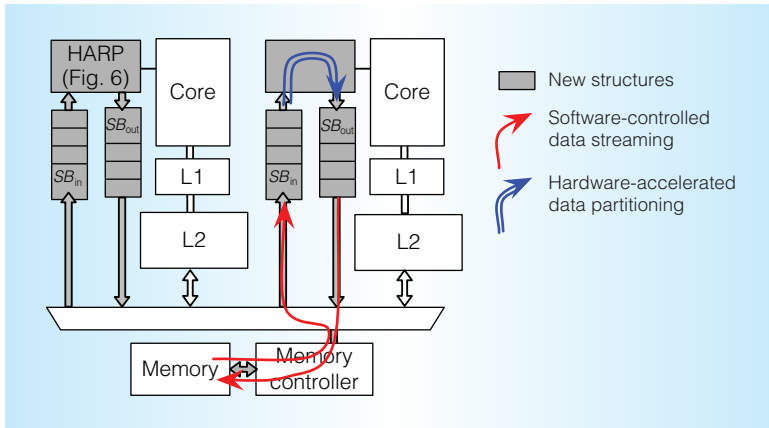 HARP
(Fig. 6)
Core
SBout
SBin
L1
L2
Core
SBout
SBin
L1
L2
Memory
Memory
controller
New structures
Software-controlled
data streaming
Hardware-accelerated
data partitioning